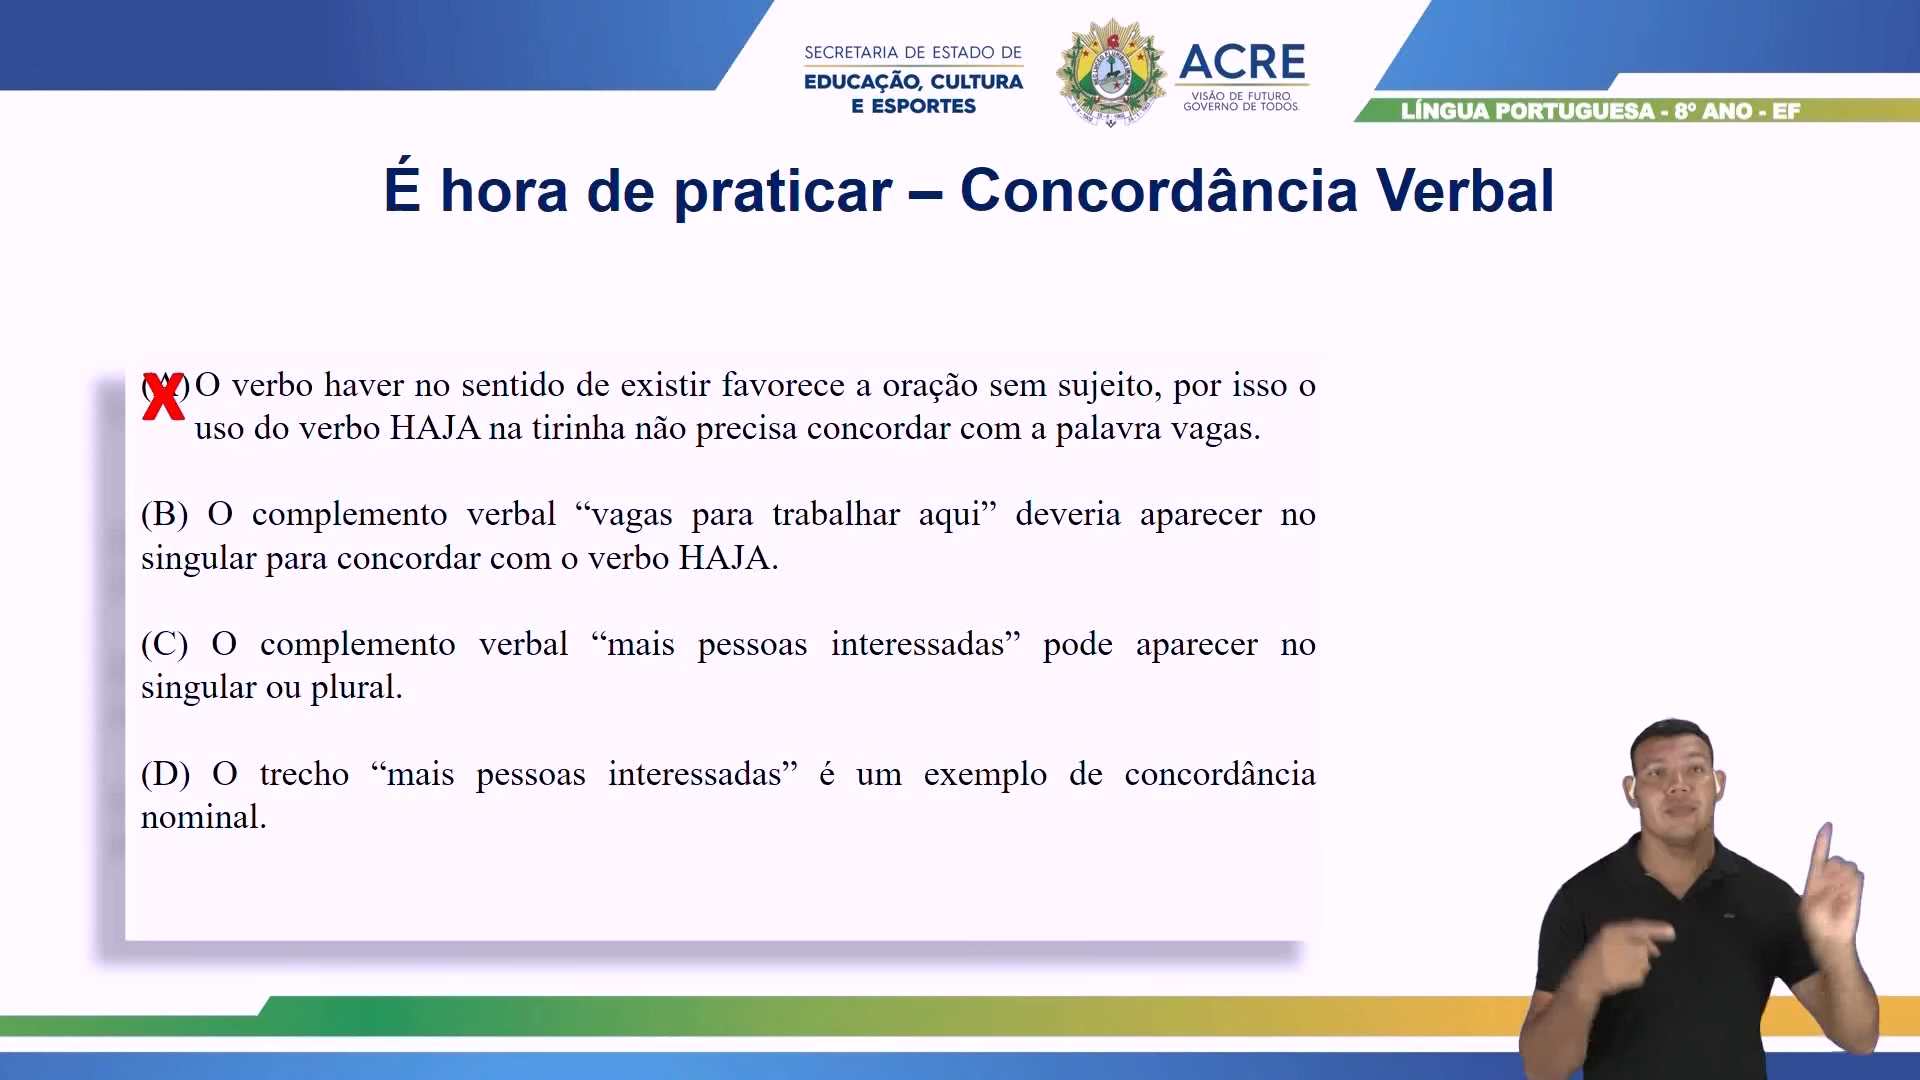 SECRETARIA DE ESTADO DE
EDUCAÇÃO, CULTURA
E ESPORTES
ACRE
VISÃO DE FUTURO.
GOVERNO DE TODOS.
LÍNGUA PORTUGUESA - 8º ANO - EF
É hora de praticar – Concordância Verbal
X O verbo haver no sentido de existir favorece a oração sem sujeito, por isso o
uso do verbo HAJA na tirinha não precisa concordar com a palavra vagas.
(B) O complemento verbal “vagas para trabalhar aqui” deveria aparecer no
singular para concordar com o verbo HAJA.
(C) O complemento verbal “mais pessoas interessadas” pode aparecer no
singular ou plural.
(D) O trecho “mais pessoas interessadas” é um exemplo de concordância
nominal.